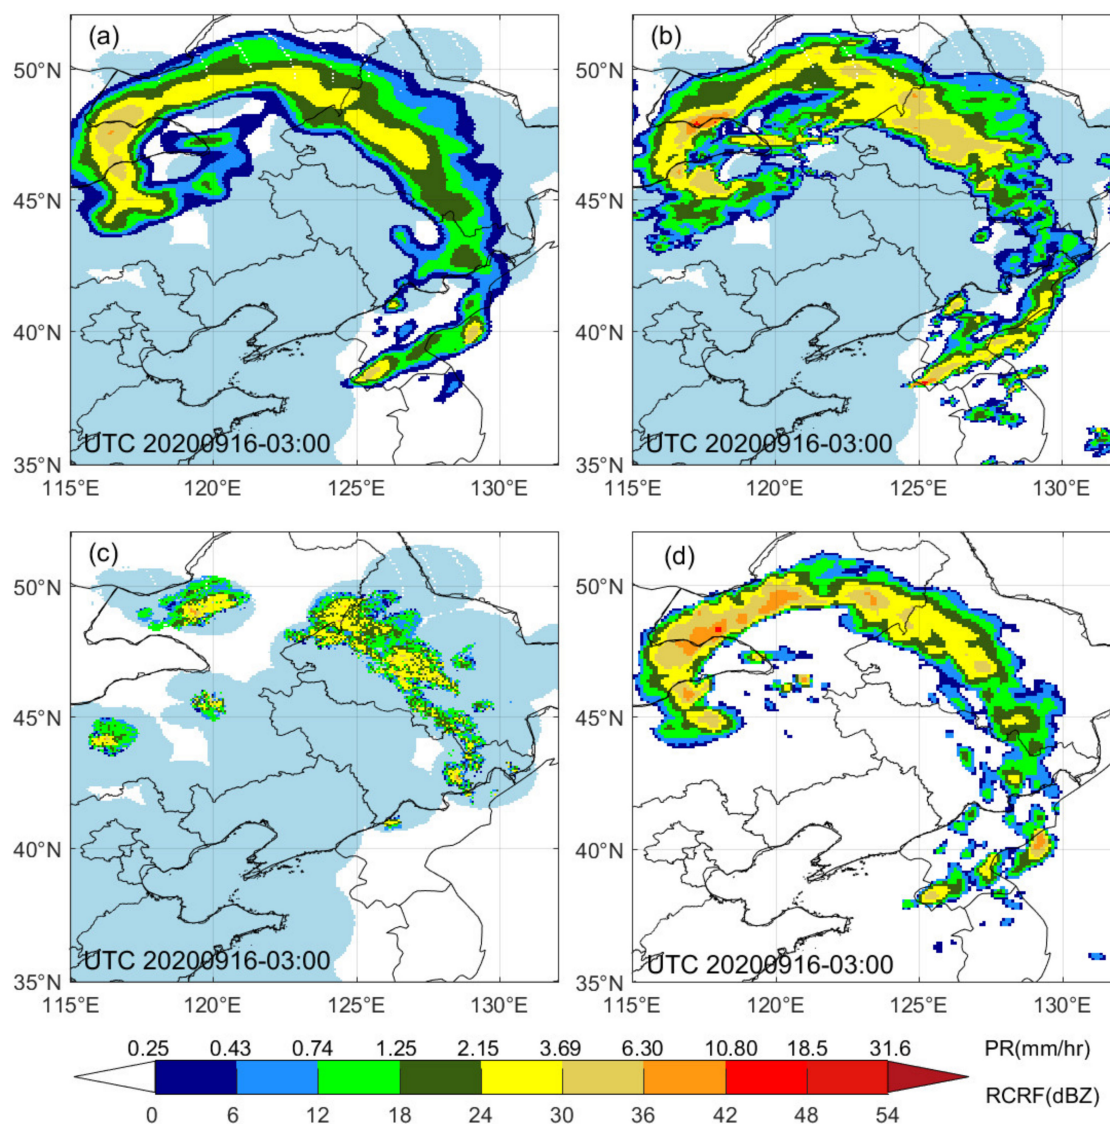 (a)
(b)
50°N
50°N
45°N
45°N
40°N
40°N
UTC 20200916-03:00
UTC 20200916-03:00
35°N
35°N
115°E 120°E 125°E 130°E
115°E 120°E 125°E 130°E
(c)
(d)
50°N
50°N
45°N
45°N
40°N
40°N
UTC 20200916-03:00
UTC 20200916-03:00
35°N
35°N
115°E 120°E 125°E 130°E
115°E 120°E 125°E 130°E
0.25 0.43 0.74 1.25 2.15 3.69 6.30 10.80 18.5 31.6 PR(mm/hr)
0 6 12 18 24 30 36 42 48 54 RCRF(dBZ)